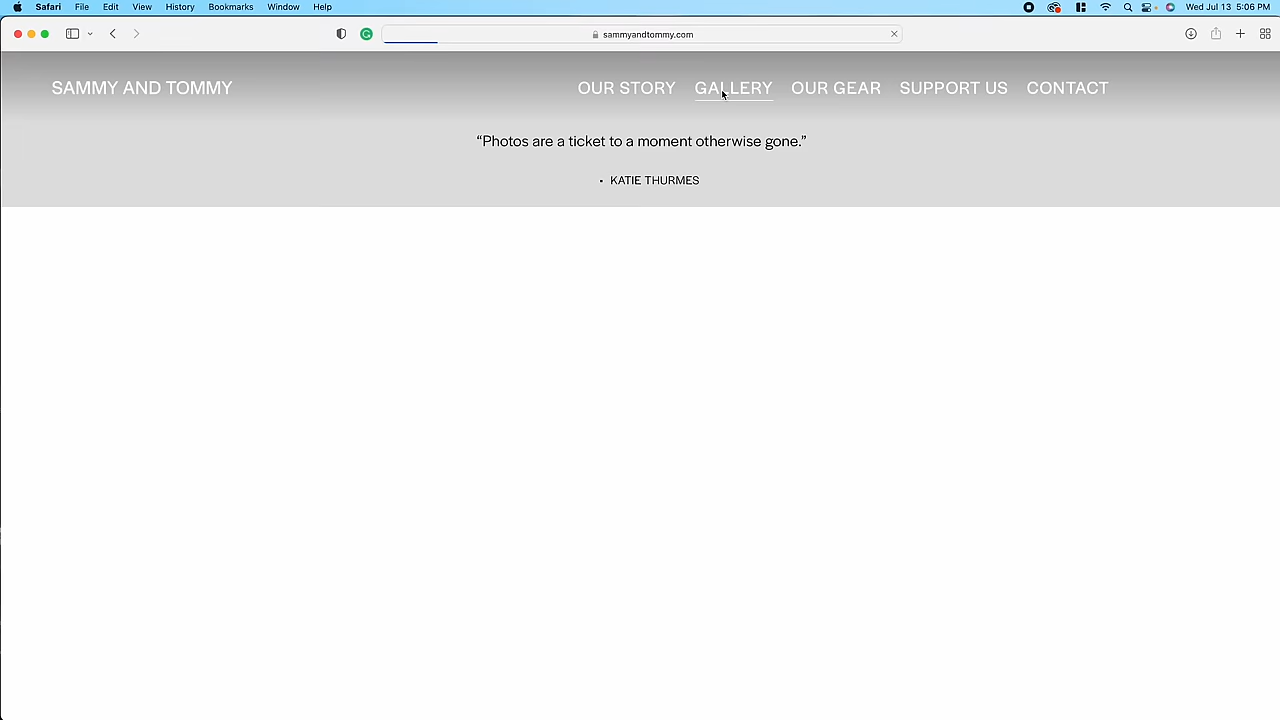 Safari File Edit View History Bookmarks Window Help Wed Jul 13 5:06 PM
sammyandtommy.com
SAMMY AND TOMMY OUR STORY GALLERY OUR GEAR SUPPORT US CONTACT
“Photos are a ticket to a moment otherwise gone.”
• KATIE THURMES